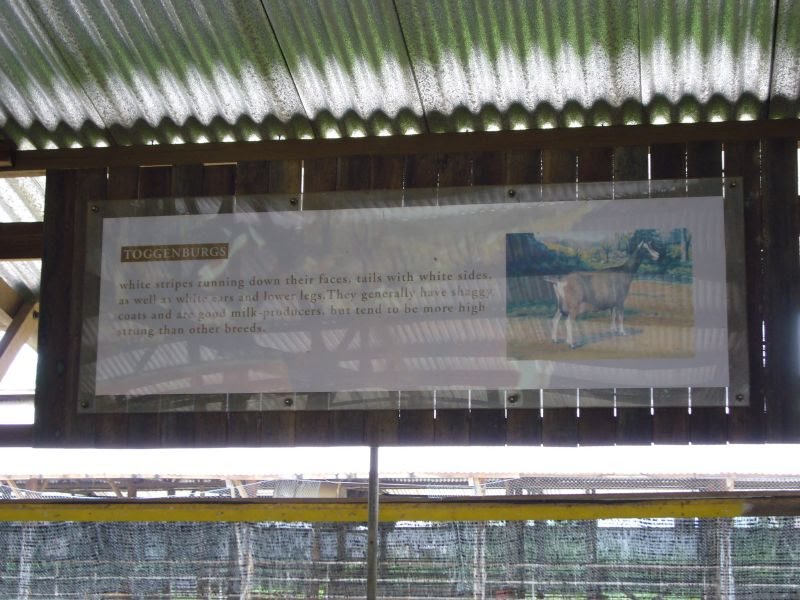 TOGGENBURGS
white stripes running down their faces, tails with white sides,
as well as white ears and lower legs.They generally have shaggy
coats and are good milk-producers, but tend to be more high
strung than other breeds.